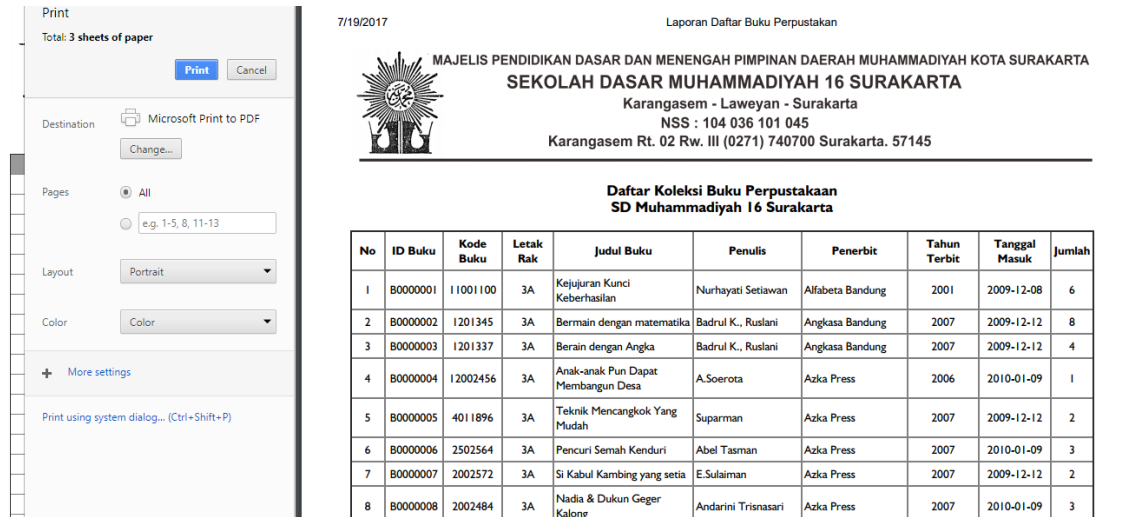 Print
Total: 3 sheets of paper
Print Cancel
Destination Microsoft Print to PDF
Change...
Pages All
e.g. 1-5, 8, 11-13
Layout Portrait
Color Color
+ More settings
Print using system dialog... (Ctrl+Shift+P)
7/19/2017 Laporan Daftar Buku Perpustakan
MAJELIS PENDIDIKAN DASAR DAN MENENGAH PIMPINAN DAERAH MUHAMMADIYAH KOTA SURAKARTA
SEKOLAH DASAR MUHAMMADIYAH 16 SURAKARTA
Karangasem - Laweyan - Surakarta
NSS : 104 036 101 045
Karangasem Rt. 02 Rw. III (0271) 740700 Surakarta. 57145
Daftar Koleksi Buku Perpustakaan
SD Muhammadiyah 16 Surakarta
No ID Buku Kode Buku Letak Rak Judul Buku Penulis Penerbit Tahun Terbit Tanggal Masuk Jumlah
1 B0000001 11001100 3A Kejujuran Kunci Keberhasilan Nurhayati Setiawan Alfabeta Bandung 2001 2009-12-08 6
2 B0000002 1201345 3A Bermain dengan matematika Badrul K., Ruslani Angkasa Bandung 2007 2009-12-12 8
3 B0000003 1201337 3A Berain dengan Angka Badrul K., Ruslani Angkasa Bandung 2007 2009-12-12 4
4 B0000004 12002456 3A Anak-anak Pun Dapat Membangun Desa A.Soerota Azka Press 2006 2010-01-09 1
5 B0000005 4011896 3A Teknik Mencangkok Yang Mudah Suparman Azka Press 2007 2009-12-12 2
6 B0000006 2502564 3A Pencuri Semah Kenduri Abel Tasman Azka Press 2007 2010-01-09 3
7 B0000007 2002572 3A Si Kabul Kambing yang setia E.Sulaiman Azka Press 2007 2009-12-12 2
8 B0000008 2002484 3A Nadia & Dukun Geger Kalong Andarini Trisnasari Azka Press 2007 2010-01-09 3